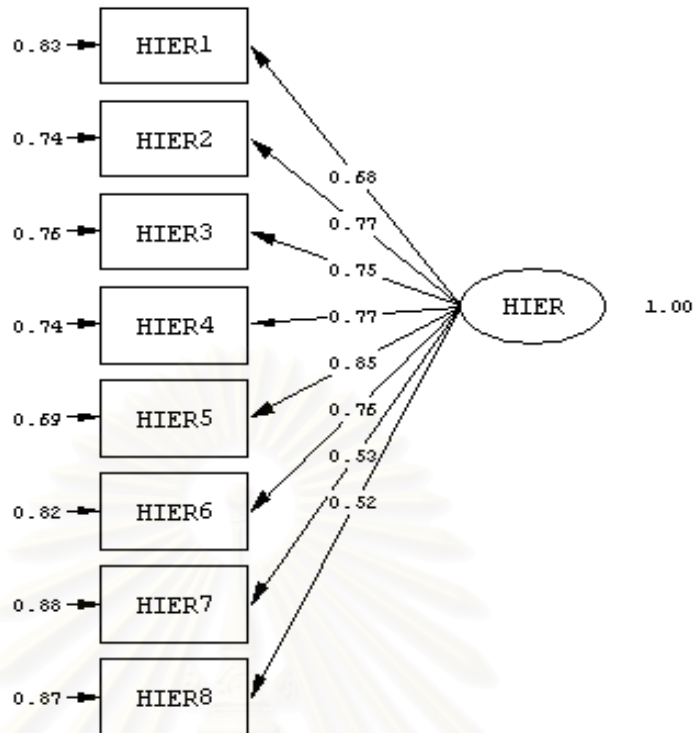 0.83 HIER1
0.74 HIER2
0.68
0.77
0.76 HIER3
0.75
HIER 1.00
0.74 HIER4
0.77
0.85
0.69 HIER5
0.76
0.53
0.82 HIER6
0.52
0.88 HIER7
0.87 HIER8